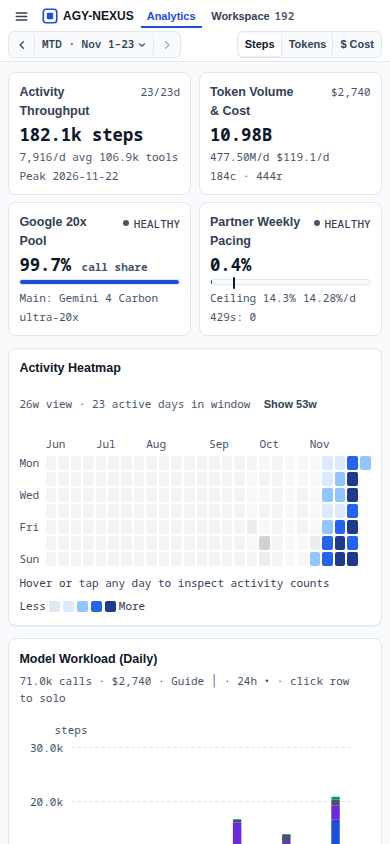 AGY-NEXUS Analytics Workspace 192
MTD · Nov 1-23 Steps Tokens $ Cost
Activity Throughput 23/23d
182.1k steps
7,916/d avg 106.9k tools
Peak 2026-11-22
Token Volume & Cost $2,740
10.98B
477.50M/d $119.1/d
184c · 444r
Google 20x Pool HEALTHY
99.7% call share
Main: Gemini 4 Carbon
ultra-20x
Partner Weekly Pacing HEALTHY
0.4%
Ceiling 14.3% 14.28%/d
429s: 0
Activity Heatmap
26w view · 23 active days in window Show 53w
Jun Jul Aug Sep Oct Nov
Mon
Wed
Fri
Sun
Hover or tap any day to inspect activity counts
Less More
Model Workload (Daily)
71.0k calls · $2,740 · Guide │ · 24h ▾ · click row
to solo
steps
30.0k
20.0k